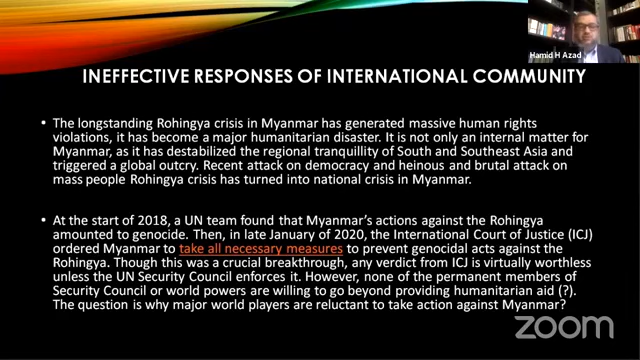 Hamid H Azad
INEFFECTIVE RESPONSES OF INTERNATIONAL COMMUNITY
• The longstanding Rohingya crisis in Myanmar has generated massive human rights
violations, it has become a major humanitarian disaster. It is not only an internal matter for
Myanmar, as it has destabilized the regional tranquillity of South and Southeast Asia and
triggered a global outcry. Recent attack on democracy and heinous and brutal attack on
mass people Rohingya crisis has turned into national crisis in Myanmar.
• At the start of 2018, a UN team found that Myanmar's actions against the Rohingya
amounted to genocide. Then, in late January of 2020, the International Court of Justice (ICJ)
ordered Myanmar to take all necessary measures to prevent genocidal acts against the
Rohingya. Though this was a crucial breakthrough, any verdict from ICJ is virtually worthless
unless the UN Security Council enforces it. However, none of the permanent members of
Security Council or world powers are willing to go beyond providing humanitarian aid (?).
The question is why major world players are reluctant to take action against Myanmar?
zoom